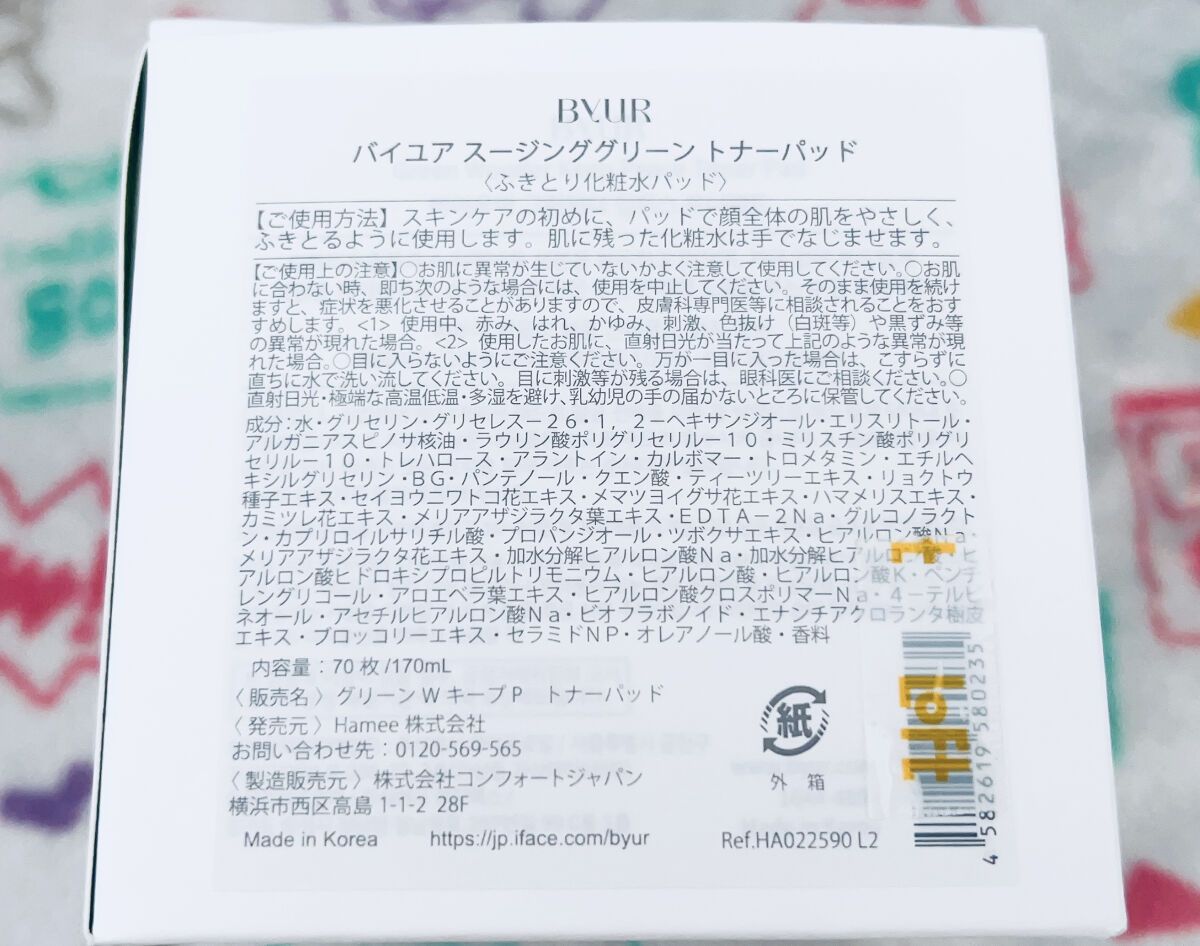 BYUR
バイユア スージンググリーン トナーパッド
〈ふきとり化粧水パッド〉
【ご使用方法】スキンケアの初めに、パッドで顔全体の肌をやさしく、
ふきとるように使用します。肌に残った化粧水は手でなじませます。
【ご使用上の注意】○お肌に異常が生じていないかよく注意して使用してください。○お肌
に合わない時、即ち次のような場合には、使用を中止してください。そのまま使用を続け
ますと、症状を悪化させることがありますので、皮膚科専門医等に相談されることをおす
すめします。<1> 使用中、赤み、はれ、かゆみ、刺激、色抜け（白斑等）や黒ずみ等
の異常が現れた場合。<2> 使用したお肌に、直射日光が当たって上記のような異常が現
れた場合。○目に入らないようにご注意ください。万が一目に入った場合は、こすらずに
直ちに水で洗い流してください。目に刺激等が残る場合は、眼科医にご相談ください。○
直射日光・極端な高温低温・多湿を避け、乳幼児の手の届かないところに保管してください。
成分：水・グリセリン・グリセレス－２６・１，２－ヘキサンジオール・エリスリトール・
アルガニアスピノサ核油・ラウリン酸ポリグリセリル－１０・ミリスチン酸ポリグリ
セリル－１０・トレハロース・アラントイン・カルボマー・トロメタミン・エチルヘ
キシルグリセリン・ＢＧ・パンテノール・クエン酸・ティーツリーエキス・リョクトウ
種子エキス・セイヨウニワトコ花エキス・メマツヨイグサ花エキス・ハマメリスエキス・
カミツレ花エキス・メリアアザジラクタ葉エキス・ＥＤＴＡ－２Ｎａ・グルコノラクト
ン・カプリロイルサリチル酸・プロパンジオール・ツボクサエキス・ヒアルロン酸Ｎａ・
メリアアザジラクタ花エキス・加水分解ヒアルロン酸Ｎａ・加水分解ヒアルロン酸・ヒ
アルロン酸ヒドロキシプロピルトリモニウム・ヒアルロン酸・ヒアルロン酸Ｋ・ペンチ
レングリコール・アロエベラ葉エキス・ヒアルロン酸クロスポリマーＮａ・４－テルピ
ネオール・アセチルヒアルロン酸Ｎａ・ビオフラボノイド・エナンチアクロランタ樹皮
エキス・ブロッコリーエキス・セラミドＮＰ・オレアノール酸・香料
内容量：70 枚 /170mL
〈 販売名 〉グリーン W キープ P トナーパッド
〈 発売元 〉Hamee 株式会社
お問い合わせ先：0120-569-565
〈 製造販売元 〉株式会社コンフォートジャパン
横浜市西区高島 1-1-2 28F
紙
外 箱
Made in Korea https://jp.iface.com/byur Ref.HA022590 L2
4 582619 580235